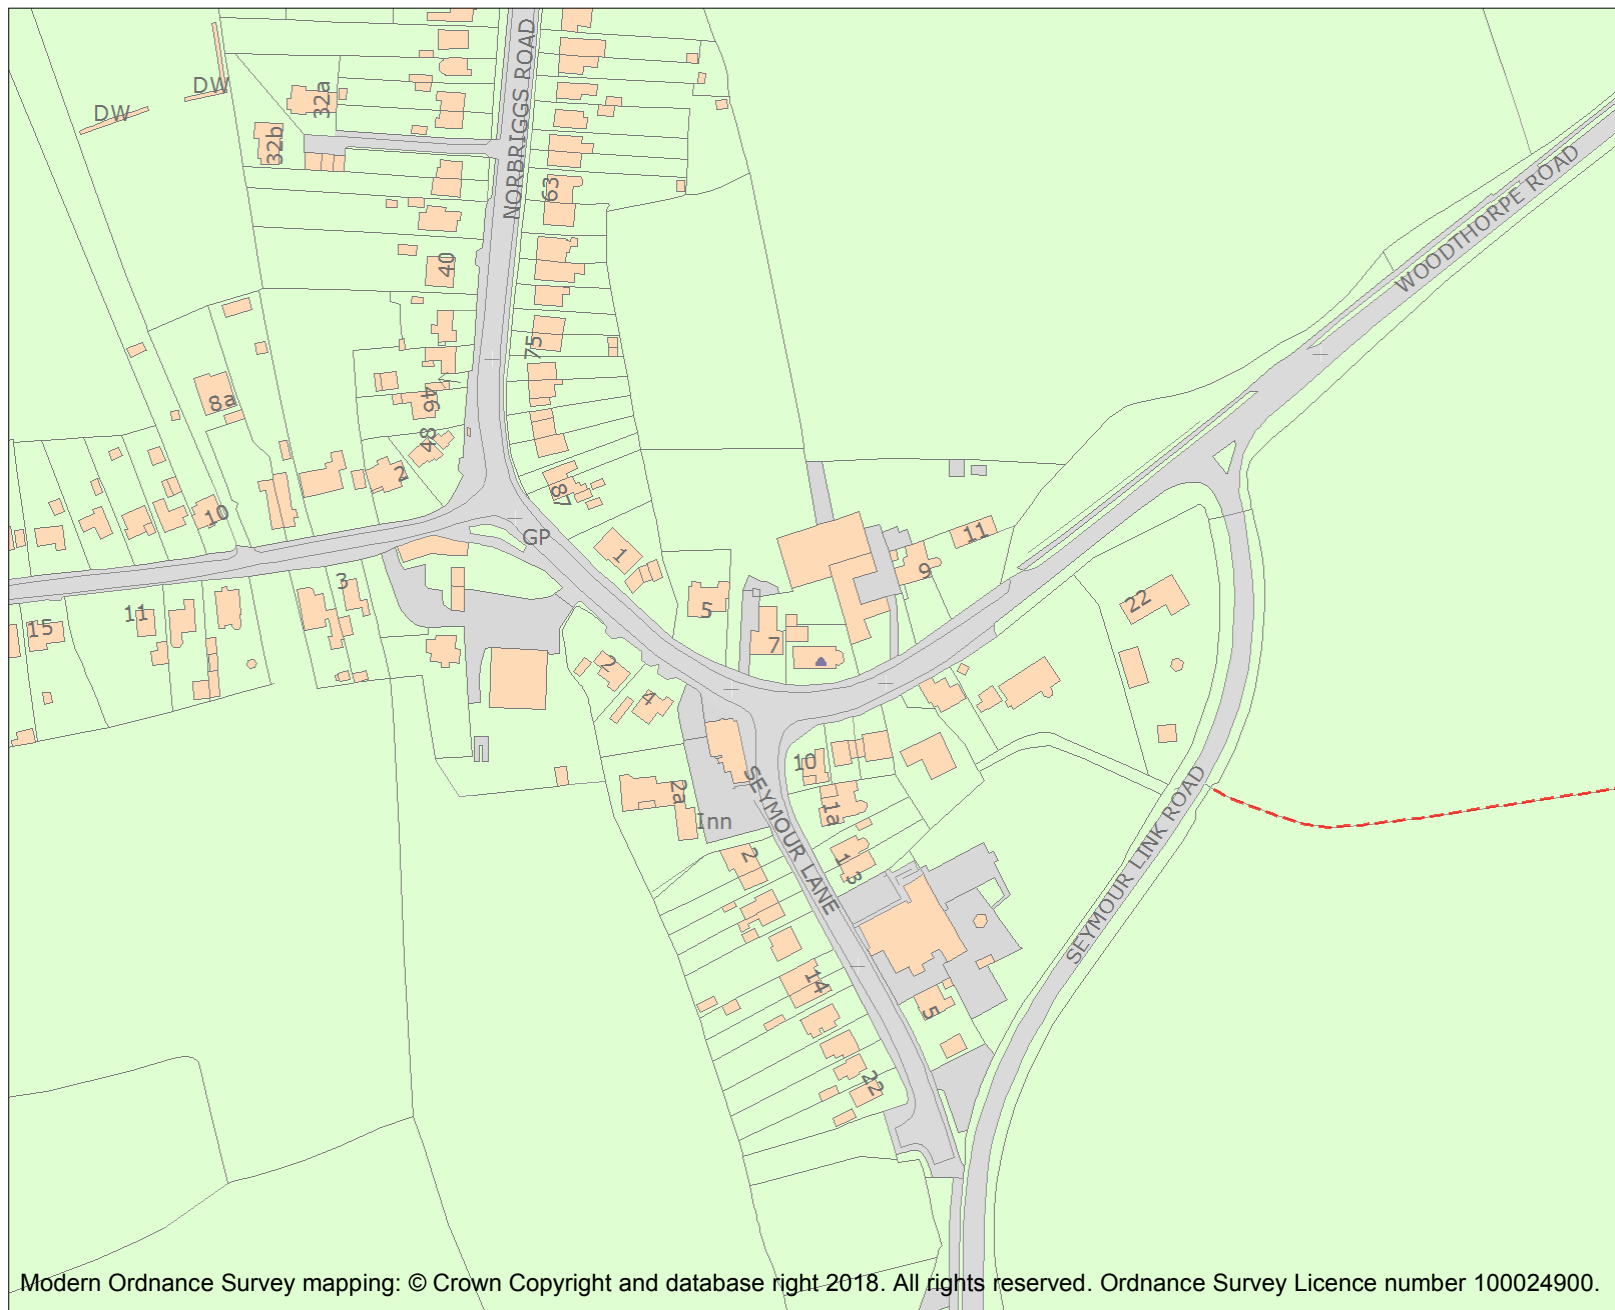 NORBRIGGS ROAD
DW
DW
32a
32b
63
40
WOODTHORPE ROAD
75
46
8a
48
2
87
10
GP
1
11
9
3
22
5
11
15
7
2
4
10
2a
SEYMOUR LANE
1a
Inn
2
1
3
SEYMOUR LINK ROAD
14
5
22
Modern Ordnance Survey mapping: © Crown Copyright and database right 2018. All rights reserved. Ordnance Survey Licence number 100024900.